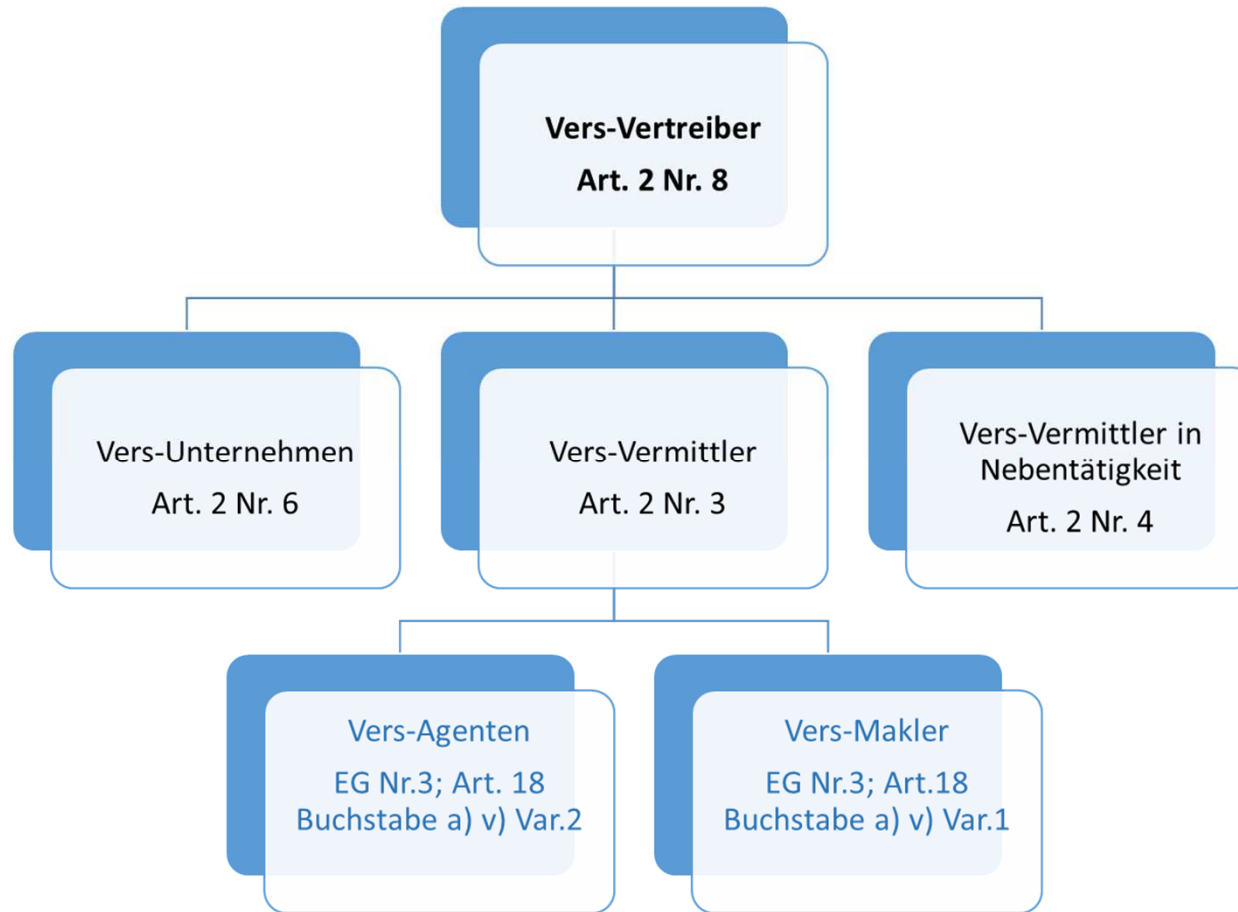 Vers-Vertreiber
Art. 2 Nr. 8
Vers-Unternehmen
Art. 2 Nr. 6
Vers-Vermittler
Art. 2 Nr. 3
Vers-Vermittler in
Nebentätigkeit
Art. 2 Nr. 4
Vers-Agenten
EG Nr.3; Art. 18
Buchstabe a) v) Var.2
Vers-Makler
EG Nr.3; Art.18
Buchstabe a) v) Var.1